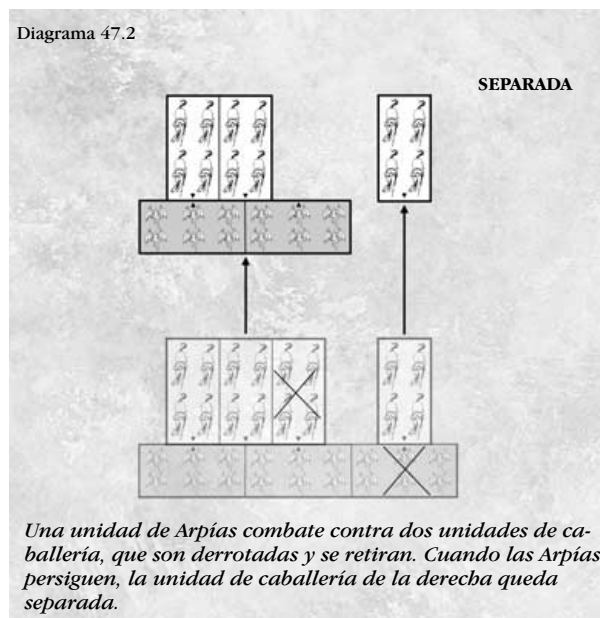 Diagrama 47.2
SEPARADA
Una unidad de Arpías combate contra dos unidades de ca-
ballería, que son derrotadas y se retiran. Cuando las Arpías
persiguen, la unidad de caballería de la derecha queda
separada.